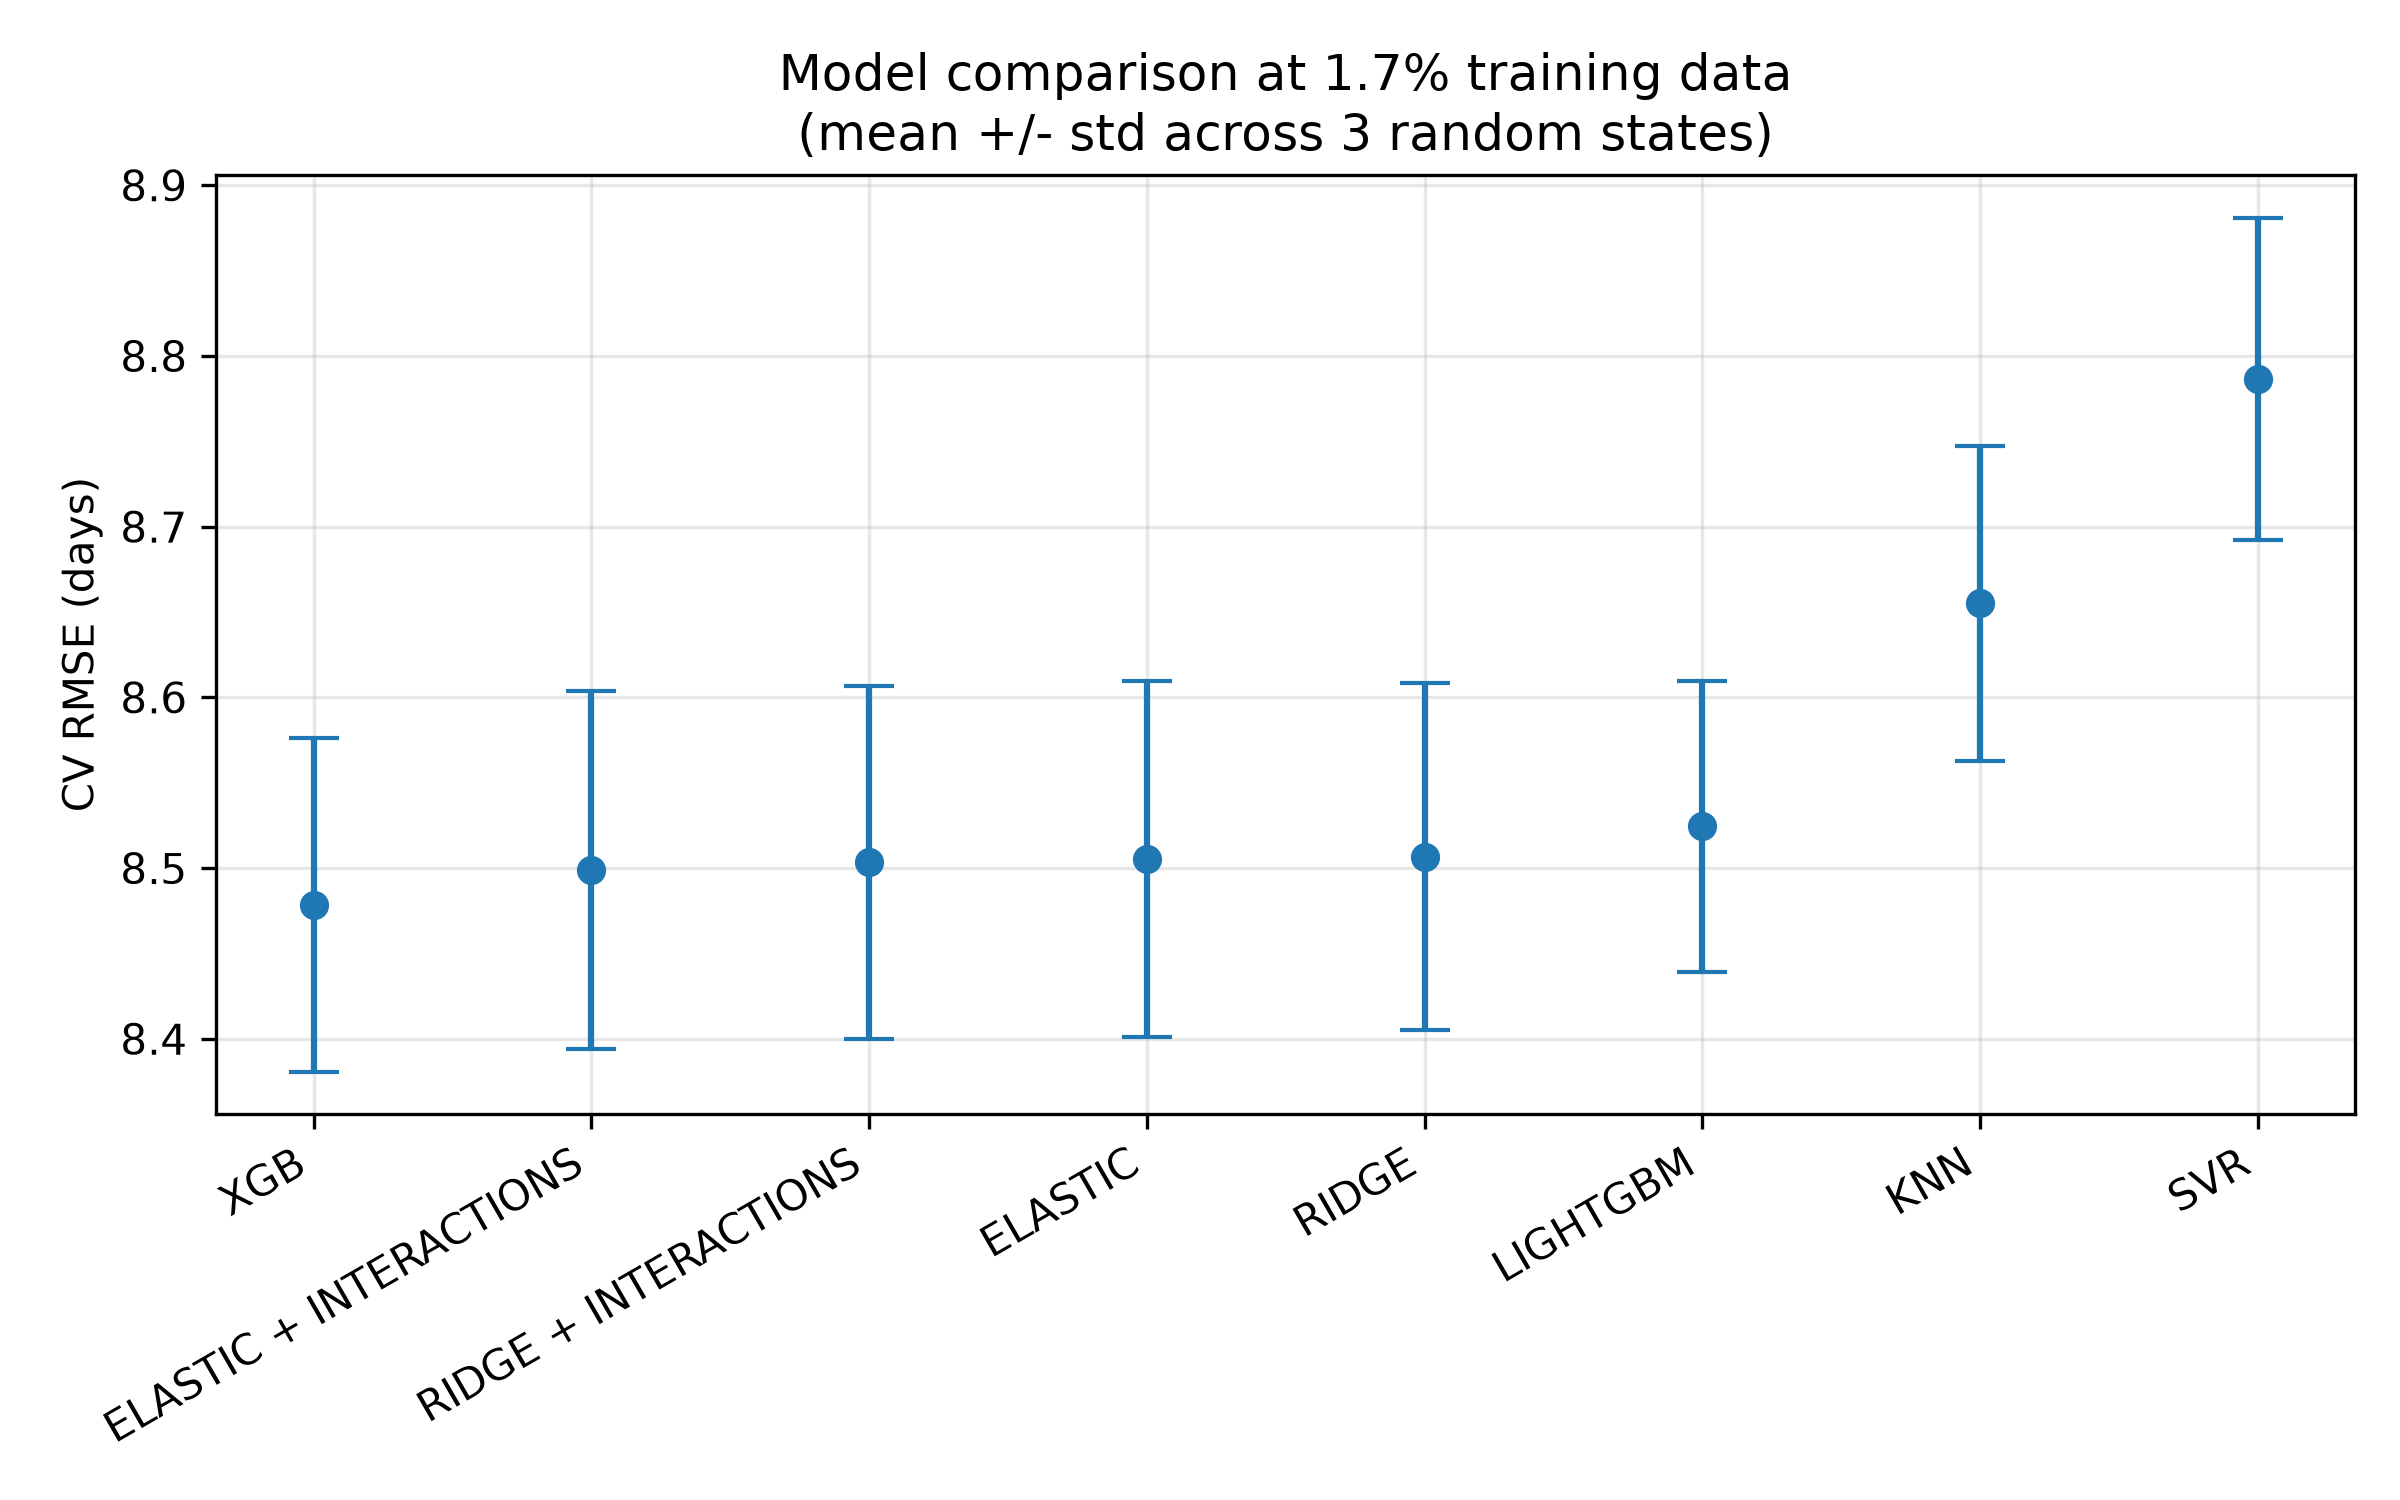 Model comparison at 1.7% training data
(mean +/- std across 3 random states)
CV RMSE (days)
8.9
8.8
8.7
8.6
8.5
8.4
XGB
ELASTIC + INTERACTIONS
RIDGE + INTERACTIONS
ELASTIC
RIDGE
LIGHTGBM
KNN
SVR